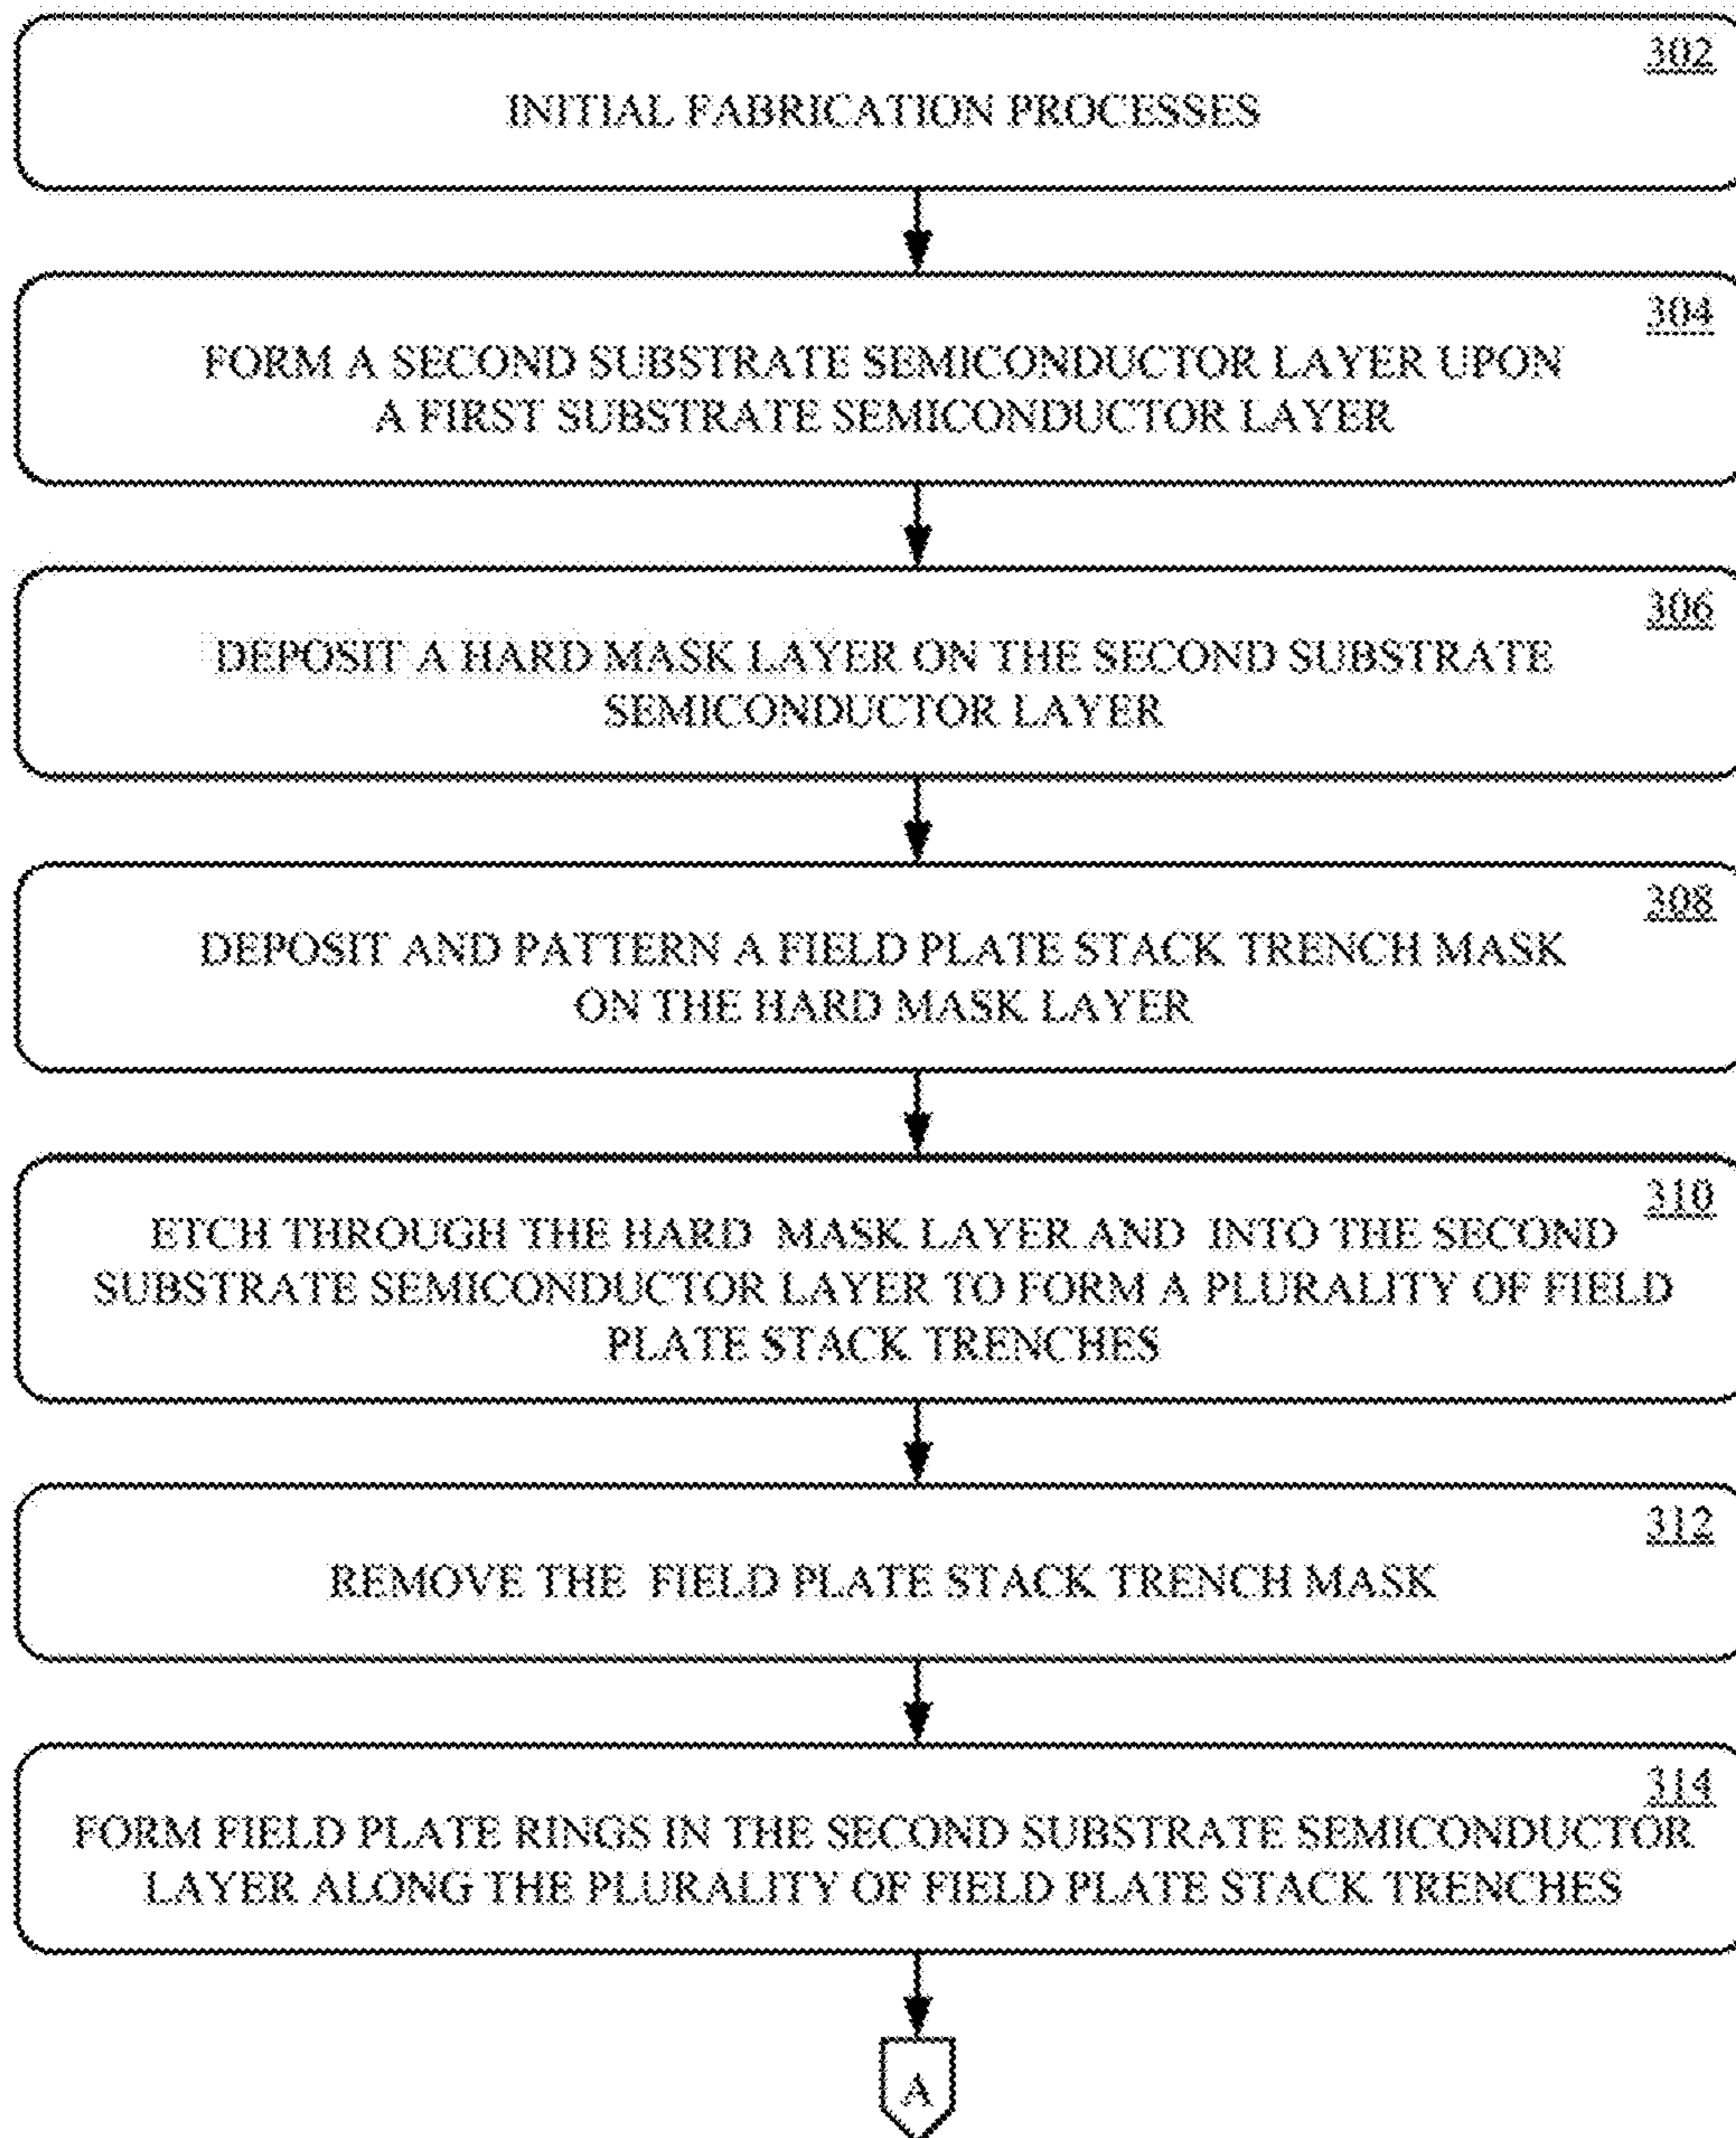 302
INITIAL FABRICATION PROCESSES
304
FORM A SECOND SUBSTRATE SEMICONDUCTOR LAYER UPON
A FIRST SUBSTRATE SEMICONDUCTOR LAYER
306
DEPOSIT A HARD MASK LAYER ON THE SECOND SUBSTRATE
SEMICONDUCTOR LAYER
308
DEPOSIT AND PATTERN A FIELD PLATE STACK TRENCH MASK
ON THE HARD MASK LAYER
310
ETCH THROUGH THE HARD MASK LAYER AND INTO THE SECOND
SUBSTRATE SEMICONDUCTOR LAYER TO FORM A PLURALITY OF FIELD
PLATE STACK TRENCHES
312
REMOVE THE FIELD PLATE STACK TRENCH MASK
314
FORM FIELD PLATE RINGS IN THE SECOND SUBSTRATE SEMICONDUCTOR
LAYER ALONG THE PLURALITY OF FIELD PLATE STACK TRENCHES
A